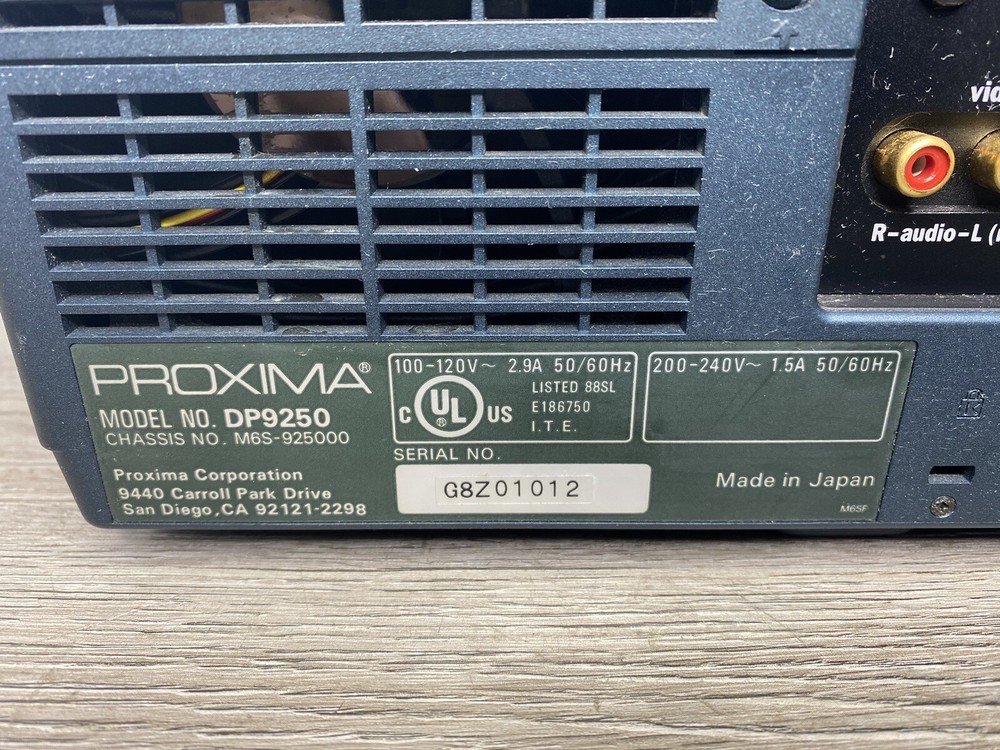 R-audio-L
PROXIMA®
MODEL NO. DP9250
CHASSIS NO. M6S-925000
Proxima Corporation
9440 Carroll Park Drive
San Diego,CA 92121-2298
100-120V~ 2.9A 50/60Hz
C UL® US
LISTED 88SL
E186750
I.T.E.
200-240V~ 1.5A 50/60Hz
SERIAL NO.
G8Z01012
Made in Japan
M6SF